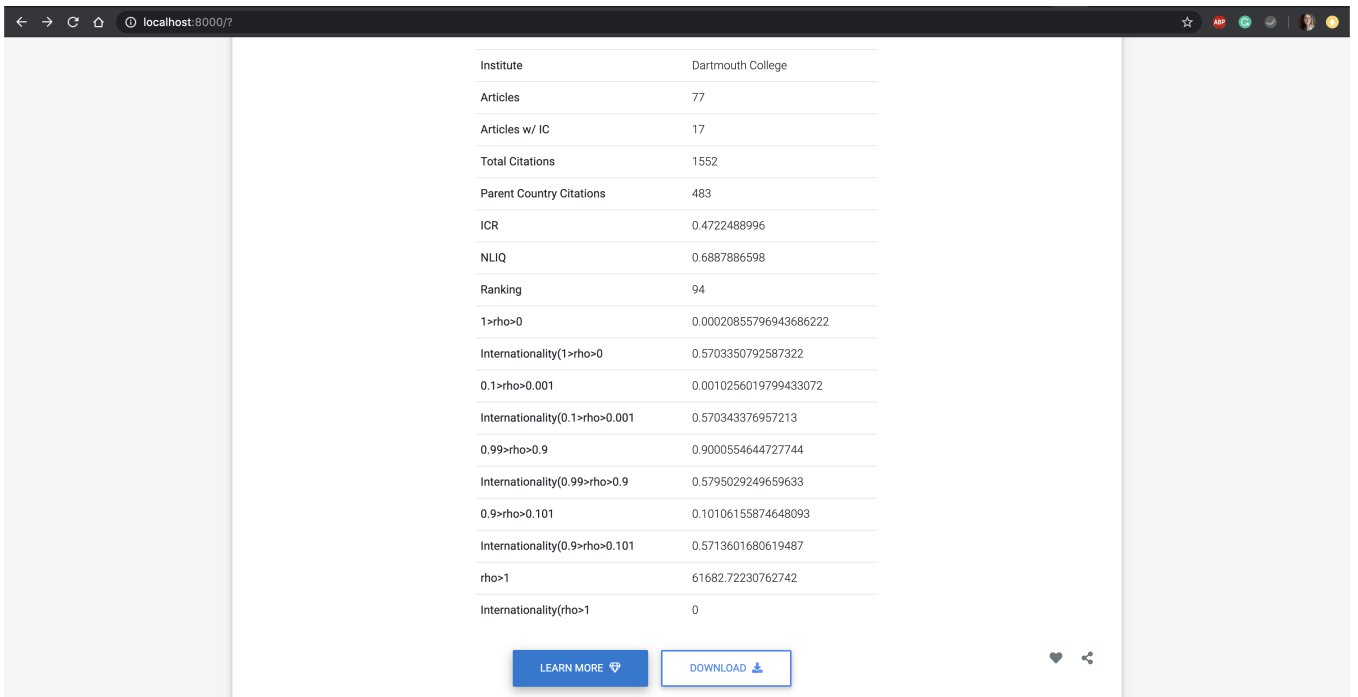 localhost:8000/?
ABP
Institute Dartmouth College
Articles 77
Articles w/ IC 17
Total Citations 1552
Parent Country Citations 483
ICR 0.4722488996
NLIQ 0.6887886598
Ranking 94
1>rho>0 0.00020855796943686222
Internationality(1>rho>0 0.5703350792587322
0.1>rho>0.001 0.0010256019799433072
Internationality(0.1>rho>0.001 0.570343376957213
0.99>rho>0.9 0.9000554644727744
Internationality(0.99>rho>0.9 0.5795029249659633
0.9>rho>0.101 0.10106155874648093
Internationality(0.9>rho>0.101 0.5713601680619487
rho>1 61682.72230762742
Internationality(rho>1 0
LEARN MORE DOWNLOAD